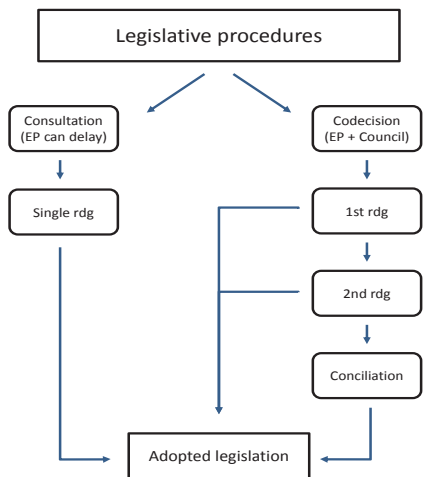 Legislative procedures
Consultation
(EP can delay)
Codecision
(EP + Council)
Single rdg
1st rdg
2nd rdg
Conciliation
Adopted legislation